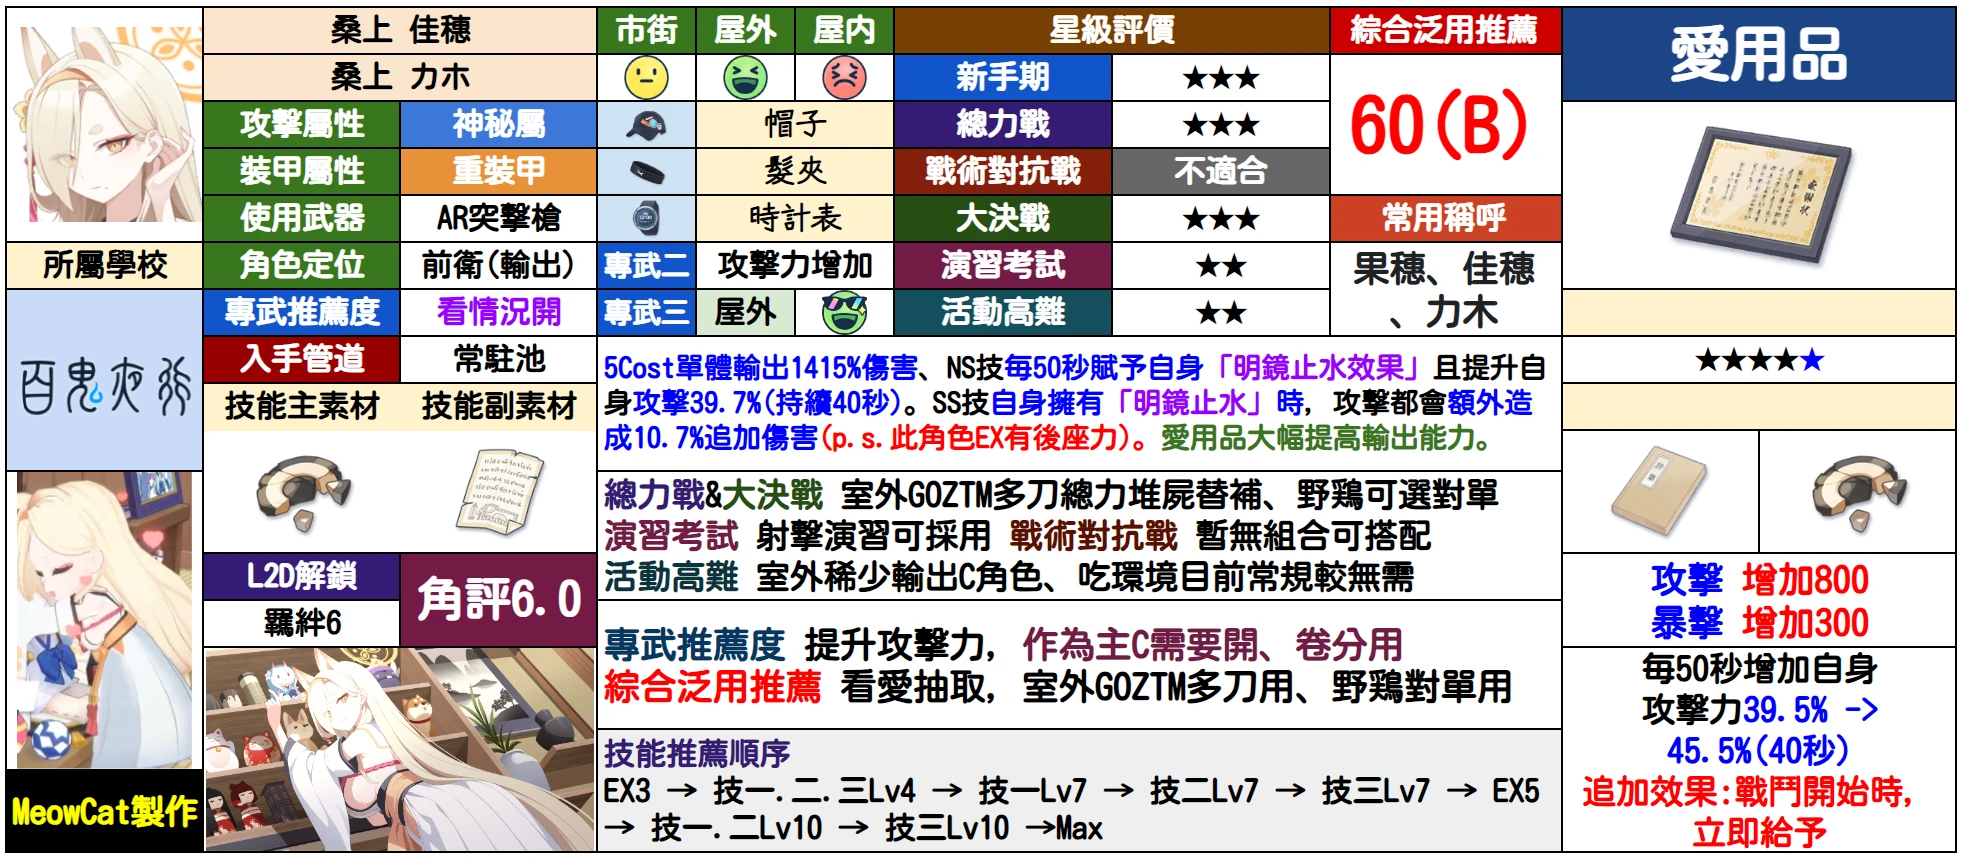 桑上 佳穗
桑上 カホ
攻擊屬性 神秘屬
裝甲屬性 重裝甲
使用武器 AR突擊槍
所屬學校
角色定位 前衛(輸出)
專武推薦度 看情況開
入手管道 常駐池
技能主素材 技能副素材
百鬼夜行
L2D解鎖
羈絆6
角評6.0
MeowCat製作
市街 屋外 屋内
帽子
髮夾
時計表
專武二 攻擊力增加
專武三 屋外
星級評價
新手期 ★★★
總力戰 ★★★
戰術對抗戰 不適合
大決戰 ★★★
演習考試 ★★
活動高難 ★★
綜合泛用推薦
60(B)
常用稱呼
果穗、佳穗
、力木
5Cost單體輸出1415%傷害、NS技每50秒賦予自身「明鏡止水效果」且提升自
身攻擊39.7%(持續40秒)。SS技自身擁有「明鏡止水」時, 攻擊都會額外造
成10.7%追加傷害(p.s.此角色EX有後座力)。愛用品大幅提高輸出能力。
總力戰&大決戰 室外GOZTM多刀總力堆屍替補、野鶏可選對單
演習考試 射擊演習可採用 戰術對抗戰 暫無組合可搭配
活動高難 室外稀少輸出C角色、吃環境目前常規較無需
專武推薦度 提升攻擊力, 作為主C需要開、卷分用
綜合泛用推薦 看愛抽取, 室外GOZTM多刀用、野鶏對單用
技能推薦順序
EX3 → 技一.二.三Lv4 → 技一Lv7 → 技二Lv7 → 技三Lv7 → EX5
→ 技一.二Lv10 → 技三Lv10 →Max
愛用品
感謝状
★★★★★
攻擊 增加800
暴擊 增加300
每50秒增加自身
攻擊力39.5% ->
45.5%(40秒)
追加效果:戰鬥開始時,
立即給予